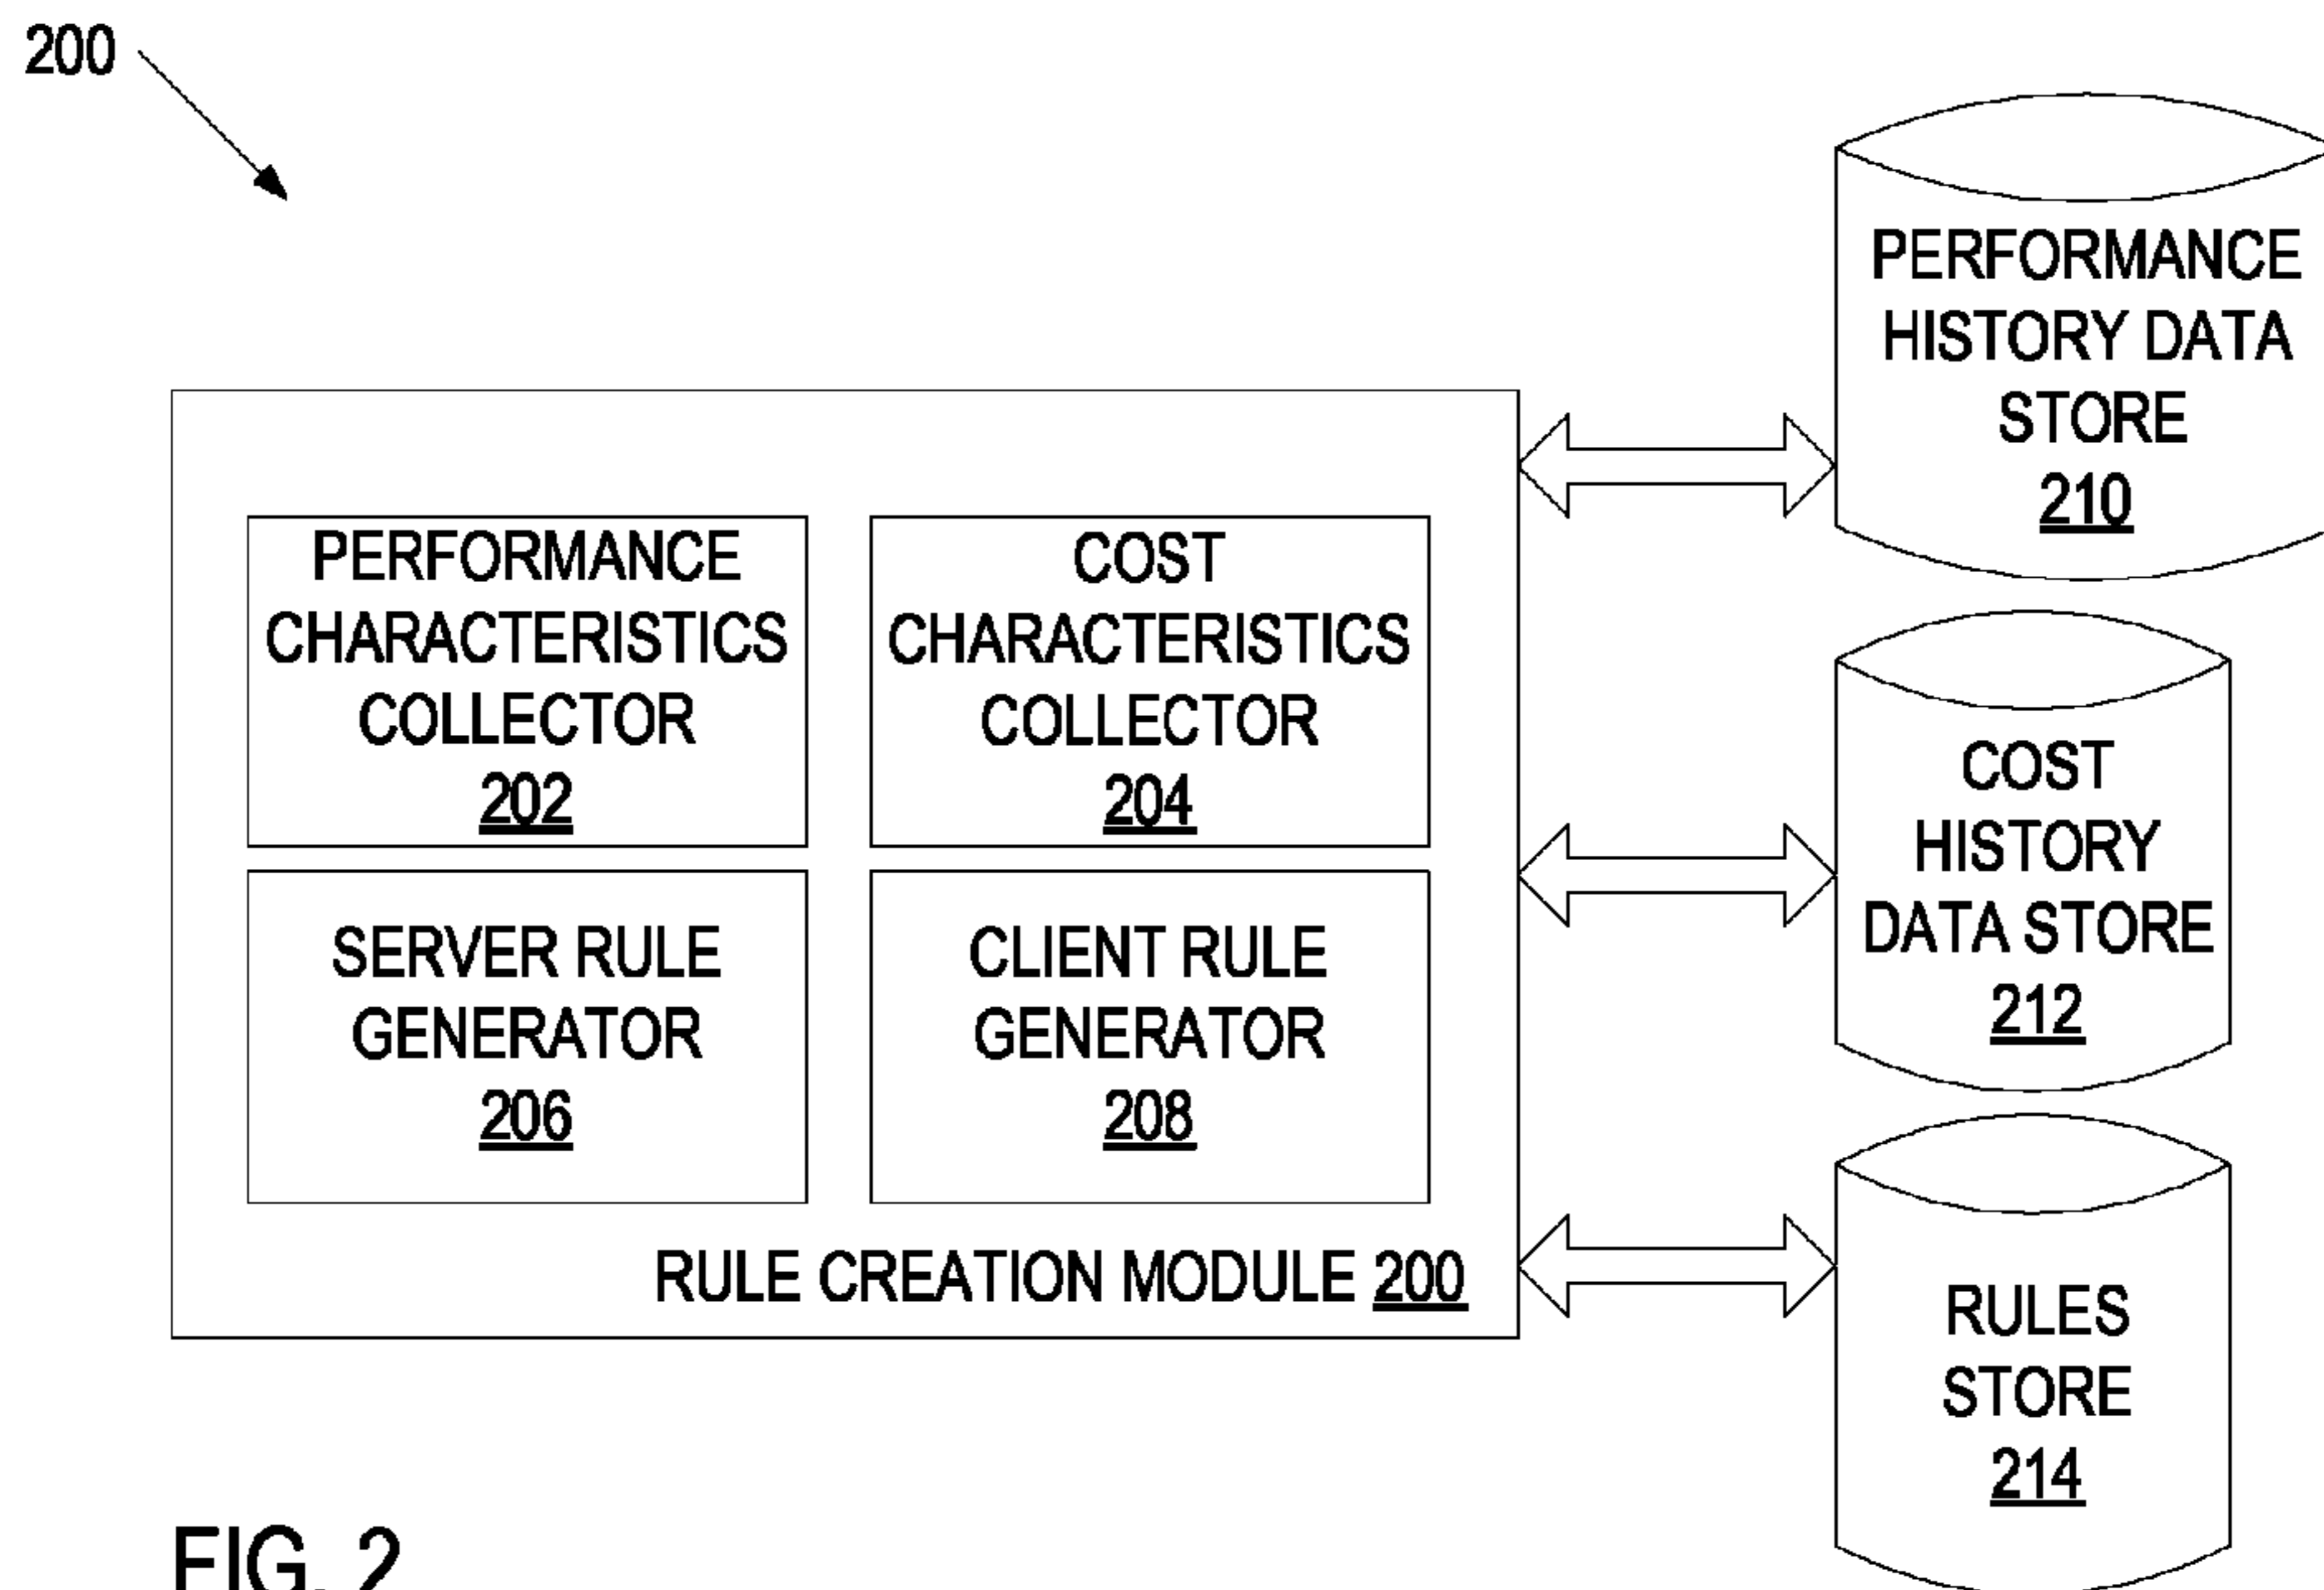 200
PERFORMANCE
HISTORY DATA
STORE
210
PERFORMANCE
CHARACTERISTICS
COLLECTOR
202
COST
CHARACTERISTICS
COLLECTOR
204
COST
HISTORY
DATA STORE
212
SERVER RULE
GENERATOR
206
CLIENT RULE
GENERATOR
208
RULE CREATION MODULE 200
RULES
STORE
214
FIG. 2